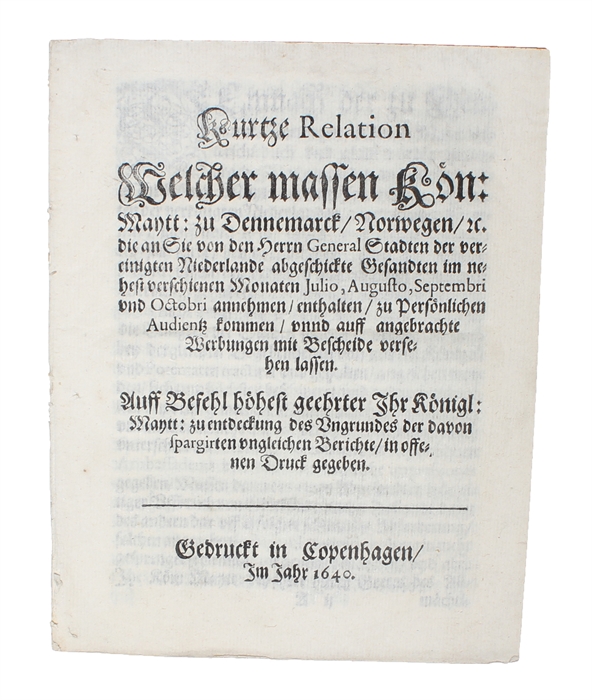 Kurtze Relation
Welcher massen Kön:
Maytt: zu Dennemarck/ Norwegen/ ꝛc.
die an Sie von den Herrn General Stadten der ver-
einigten Niederlande abgeschickte Gesandten im ne-
hest verschienen Monaten Julio, Augusto, Septembri
vnd Octobri annehmen/ enthalten/ zu Persönlichen
Audientz kommen / vnnd auff angebrachte
Werbungen mit Bescheide verse-
hen lassen.
Auff Befehl höhest geehrter Ihr Königl:
Maytt: zu entdeckung des Vngrundes der davon
spargirten vngleichen Berichte/ in offe-
nen Druck gegeben.
Gedruckt in Copenhagen/
Im Jahr 1640.